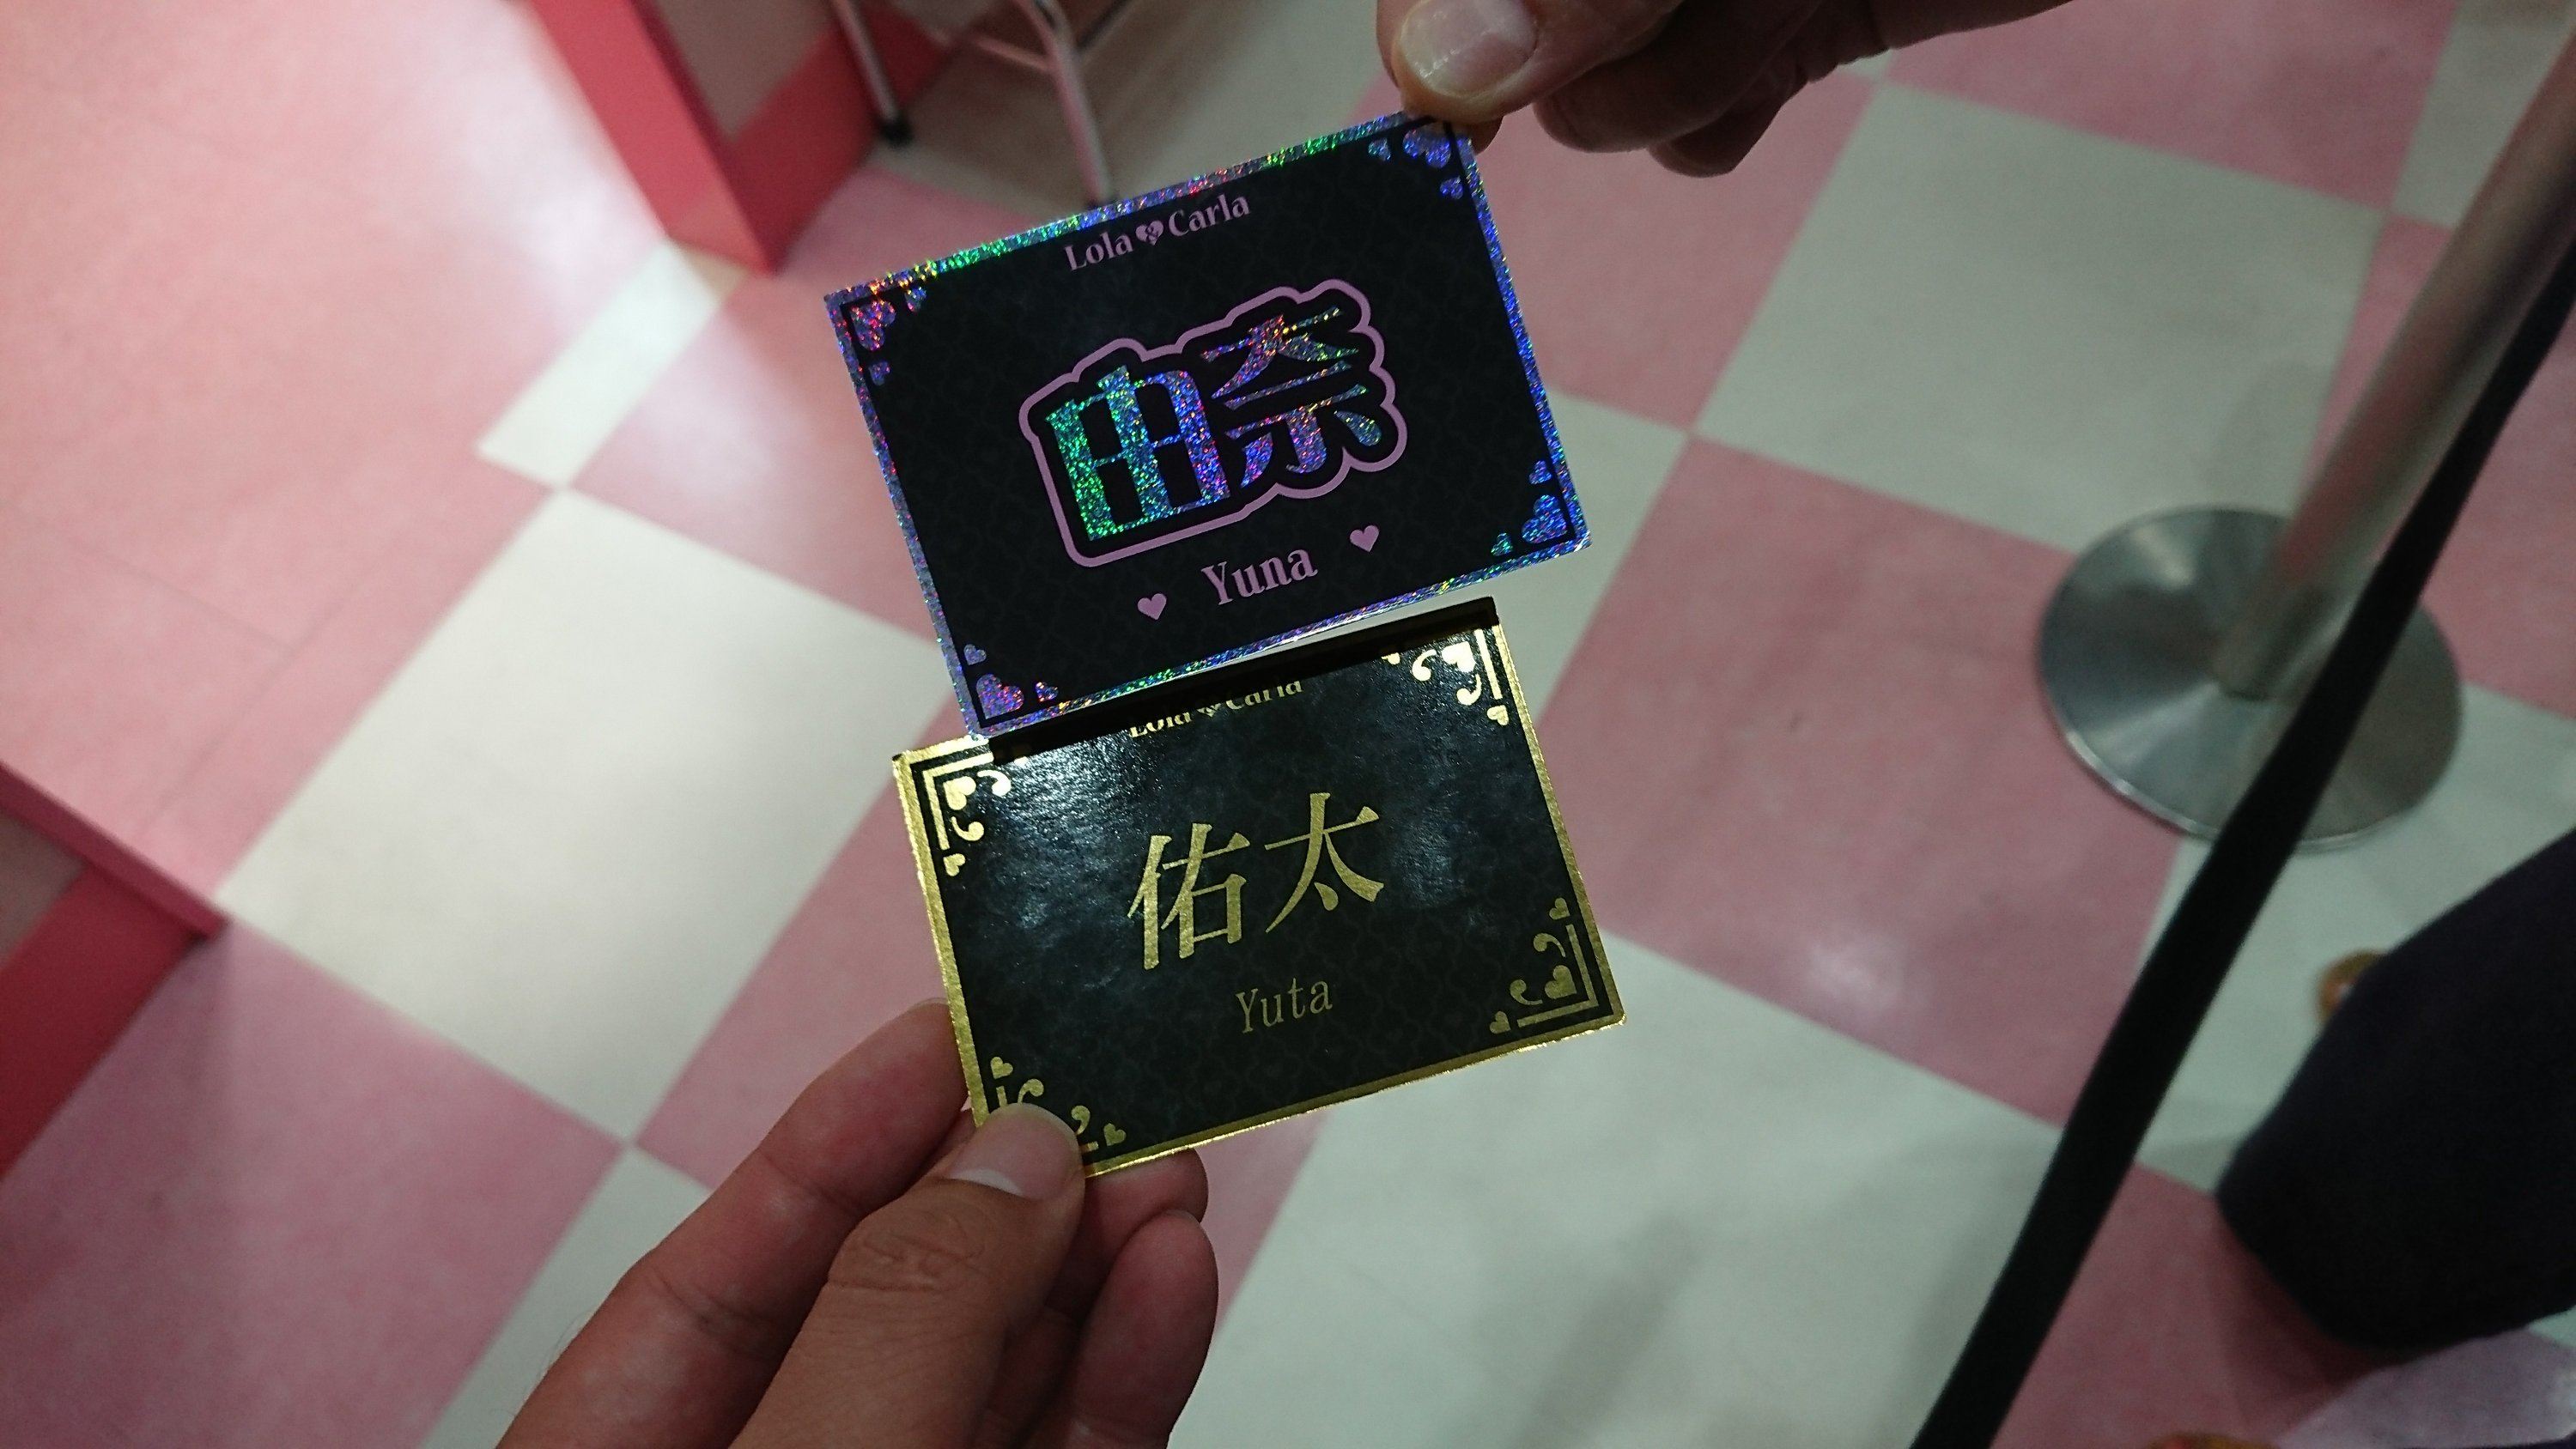 Lola & Carla
由奈
Yuna
Lola & Carla
佑太
Yuta